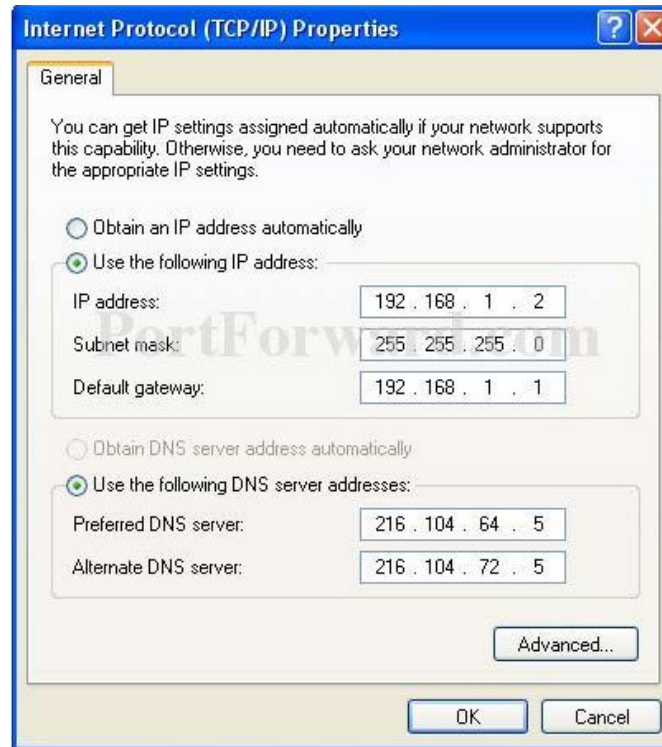 Internet Protocol (TCP/IP) Properties
General
You can get IP settings assigned automatically if your network supports
this capability. Otherwise, you need to ask your network administrator for
the appropriate IP settings.
Obtain an IP address automatically
Use the following IP address:
IP address: 192 . 168 . 1 . 2
PortForward.com
Subnet mask: 255 . 255 . 255 . 0
Default gateway: 192 . 168 . 1 . 1
Obtain DNS server address automatically
Use the following DNS server addresses:
Preferred DNS server: 216 . 104 . 64 . 5
Alternate DNS server: 216 . 104 . 72 . 5
Advanced...
OK Cancel